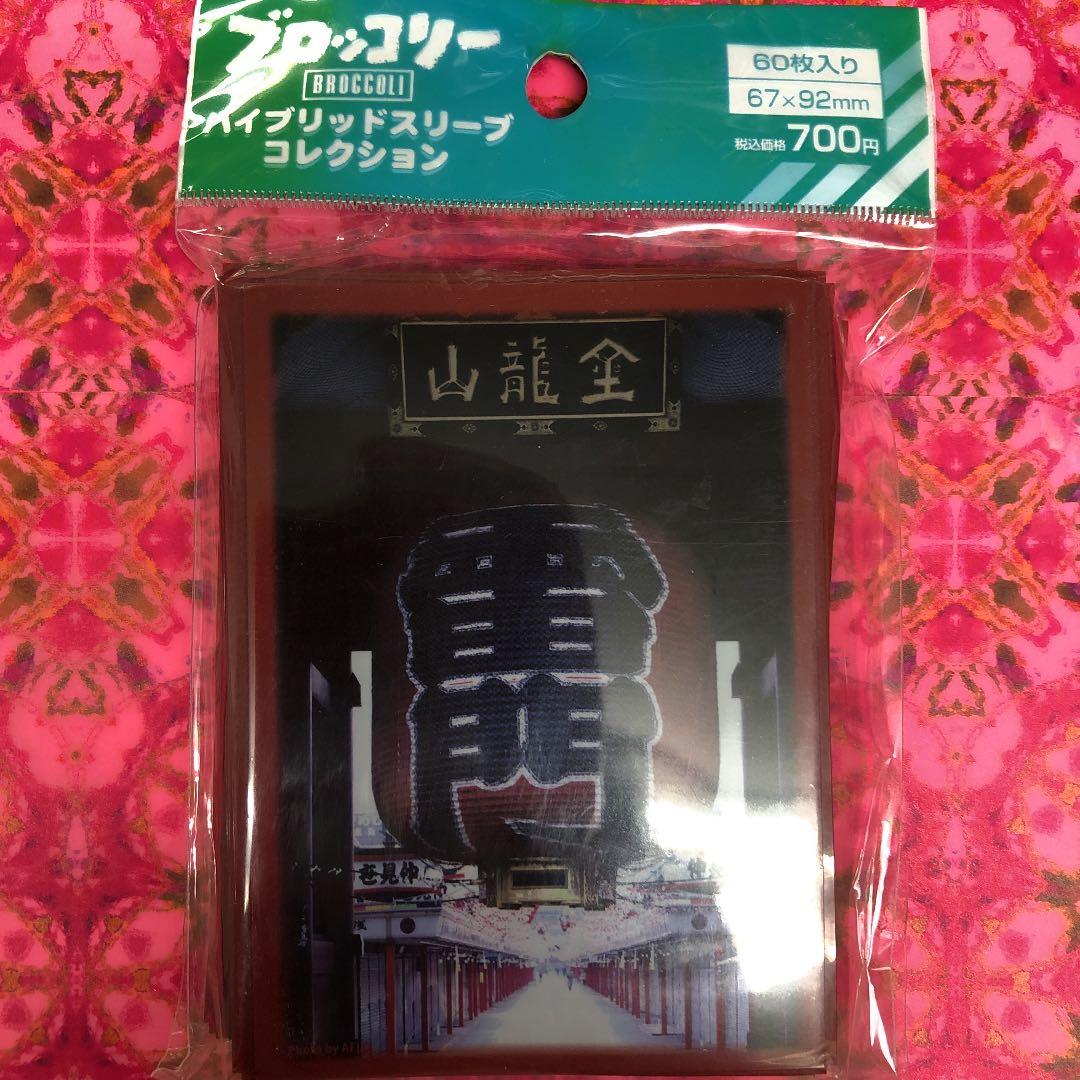 ブロッコリー
BROCCOLI
ハイブリッドスリーブ
コレクション
60枚入り
67×92mm
税込価格700円
山龍金
雷門
世見仲
Photo by